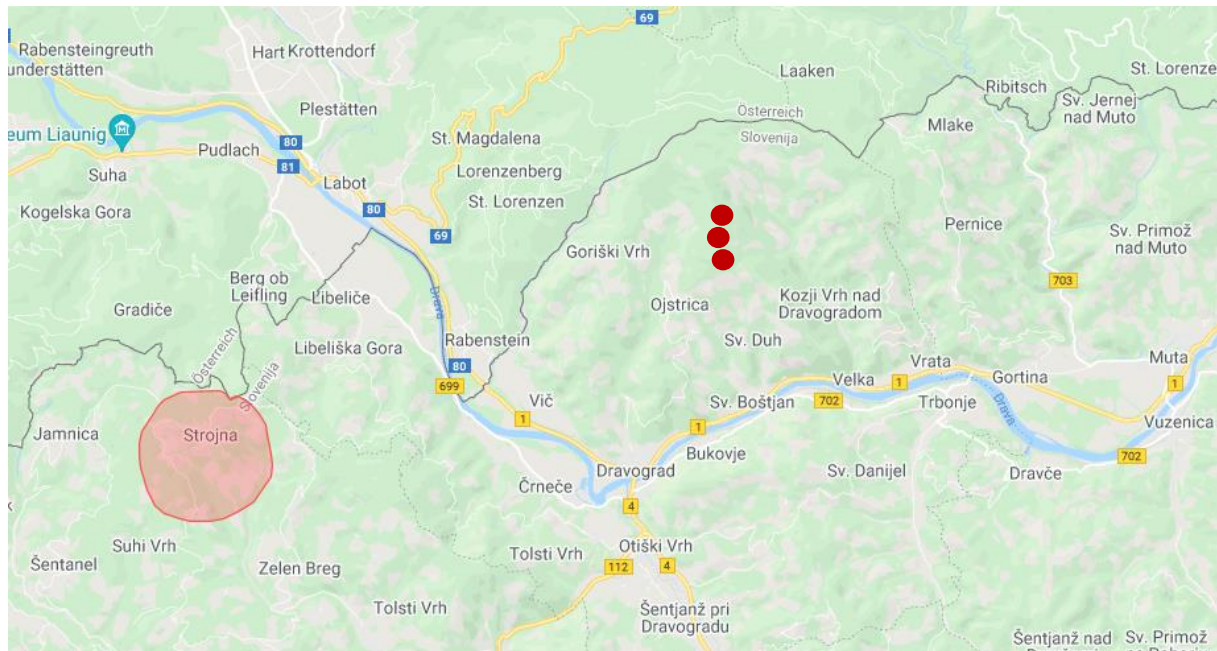 69
Rabensteingreuth
Hart Krottendorf
understätten
Laaken
St. Lorenze
Ribitsch
Plestätten
Österreich
Sv. Jernej
nad Muto
eum Liaunig
St. Magdalena
Slovenija
Mlake
80
Pudlach
81
Suha
Labot
Lorenzenberg
St. Lorenzen
Kogelska Gora
80
69
Pernice
Sv. Primož
nad Muto
Goriški Vrh
Berg ob
Leifling
Libeliče
Drava
703
Gradiče
Ojstrica
Kozji Vrh nad
Dravogradom
Österreich
Slovenija
Libeliška Gora
Rabenstein
Sv. Duh
80
699
Vrata
Muta
Velka
1
Gortina
1
Vič
1
Sv. Boštjan
702
Trbonje
Drava
Vuzenica
Jamnica
Strojna
1
Bukovje
702
Dravograd
Sv. Danijel
Dravče
Črneče
4
Suhi Vrh
Tolsti Vrh
Otiški Vrh
Šentanel
Zelen Breg
112
4
Tolsti Vrh
Šentjanž pri
Dravogradu
Šentjanž nad
Sv. Primož